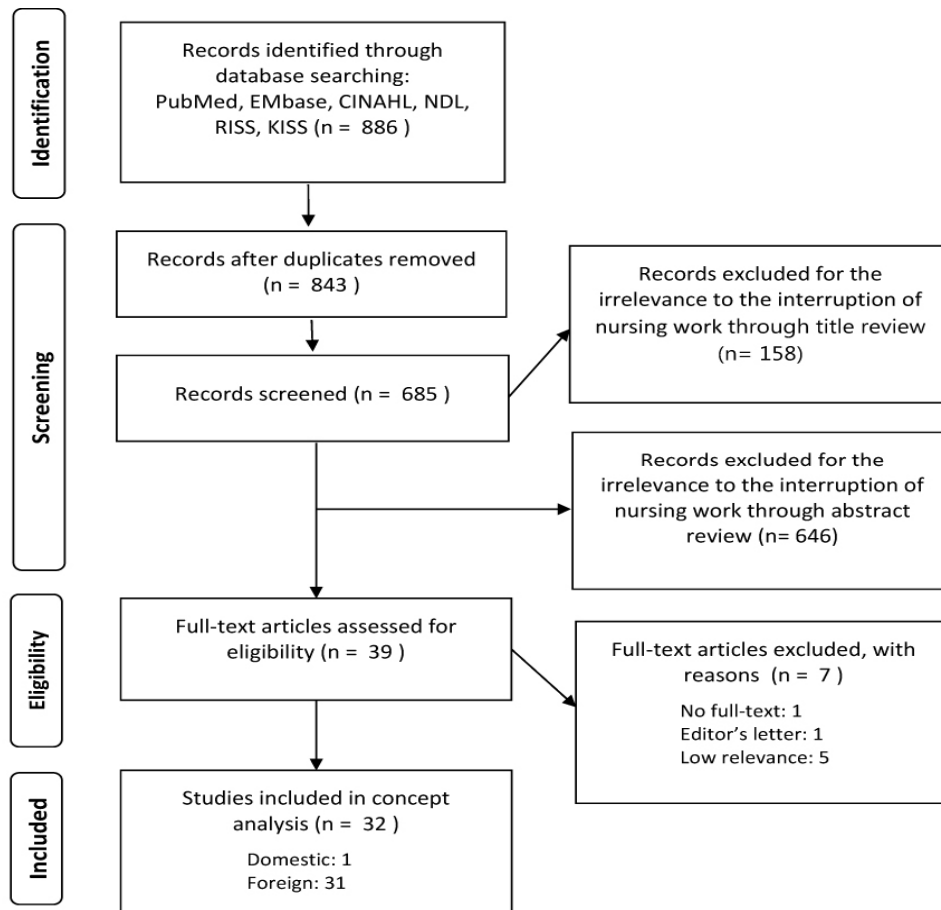 Identification
Records identified through
database searching:
PubMed, EMbase, CINAHL, NDL,
RISS, KISS (n = 886 )
Screening
Records after duplicates removed
(n = 843 )
Records excluded for the
irrelevance to the interruption of
nursing work through title review
(n= 158)
Records screened (n = 685 )
Records excluded for the
irrelevance to the interruption of
nursing work through abstract
review (n= 646)
Eligibility
Full-text articles assessed for
eligibility (n = 39 )
Full-text articles excluded, with
reasons (n = 7 )
No full-text: 1
Editor’s letter: 1
Low relevance: 5
Included
Studies included in concept
analysis (n = 32 )
Domestic: 1
Foreign: 31